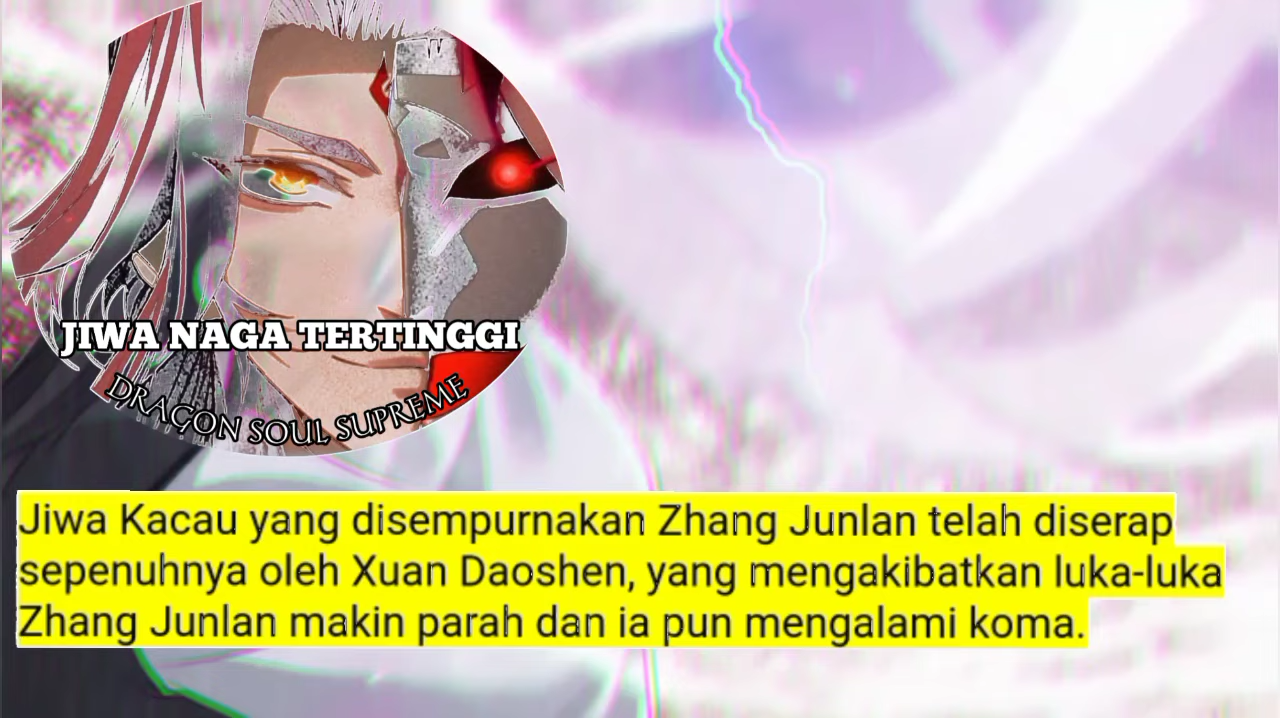 JIWA NAGA TERTINGGI
DRAGON SOUL SUPREME
Jiwa Kacau yang disempurnakan Zhang Junlan telah diserap
sepenuhnya oleh Xuan Daoshen, yang mengakibatkan luka-luka
Zhang Junlan makin parah dan ia pun mengalami koma.